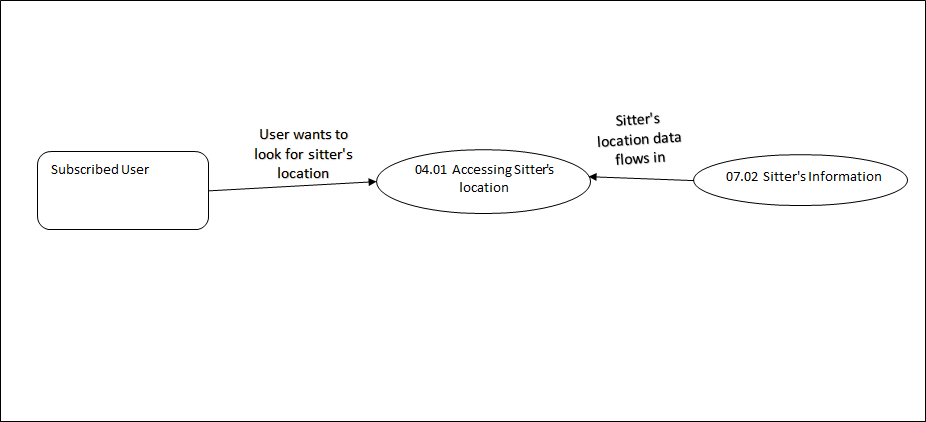 Subscribed User
User wants to
look for sitter's
location
04.01 Accessing Sitter's
location
Sitter's
location data
flows in
07.02 Sitter's Information